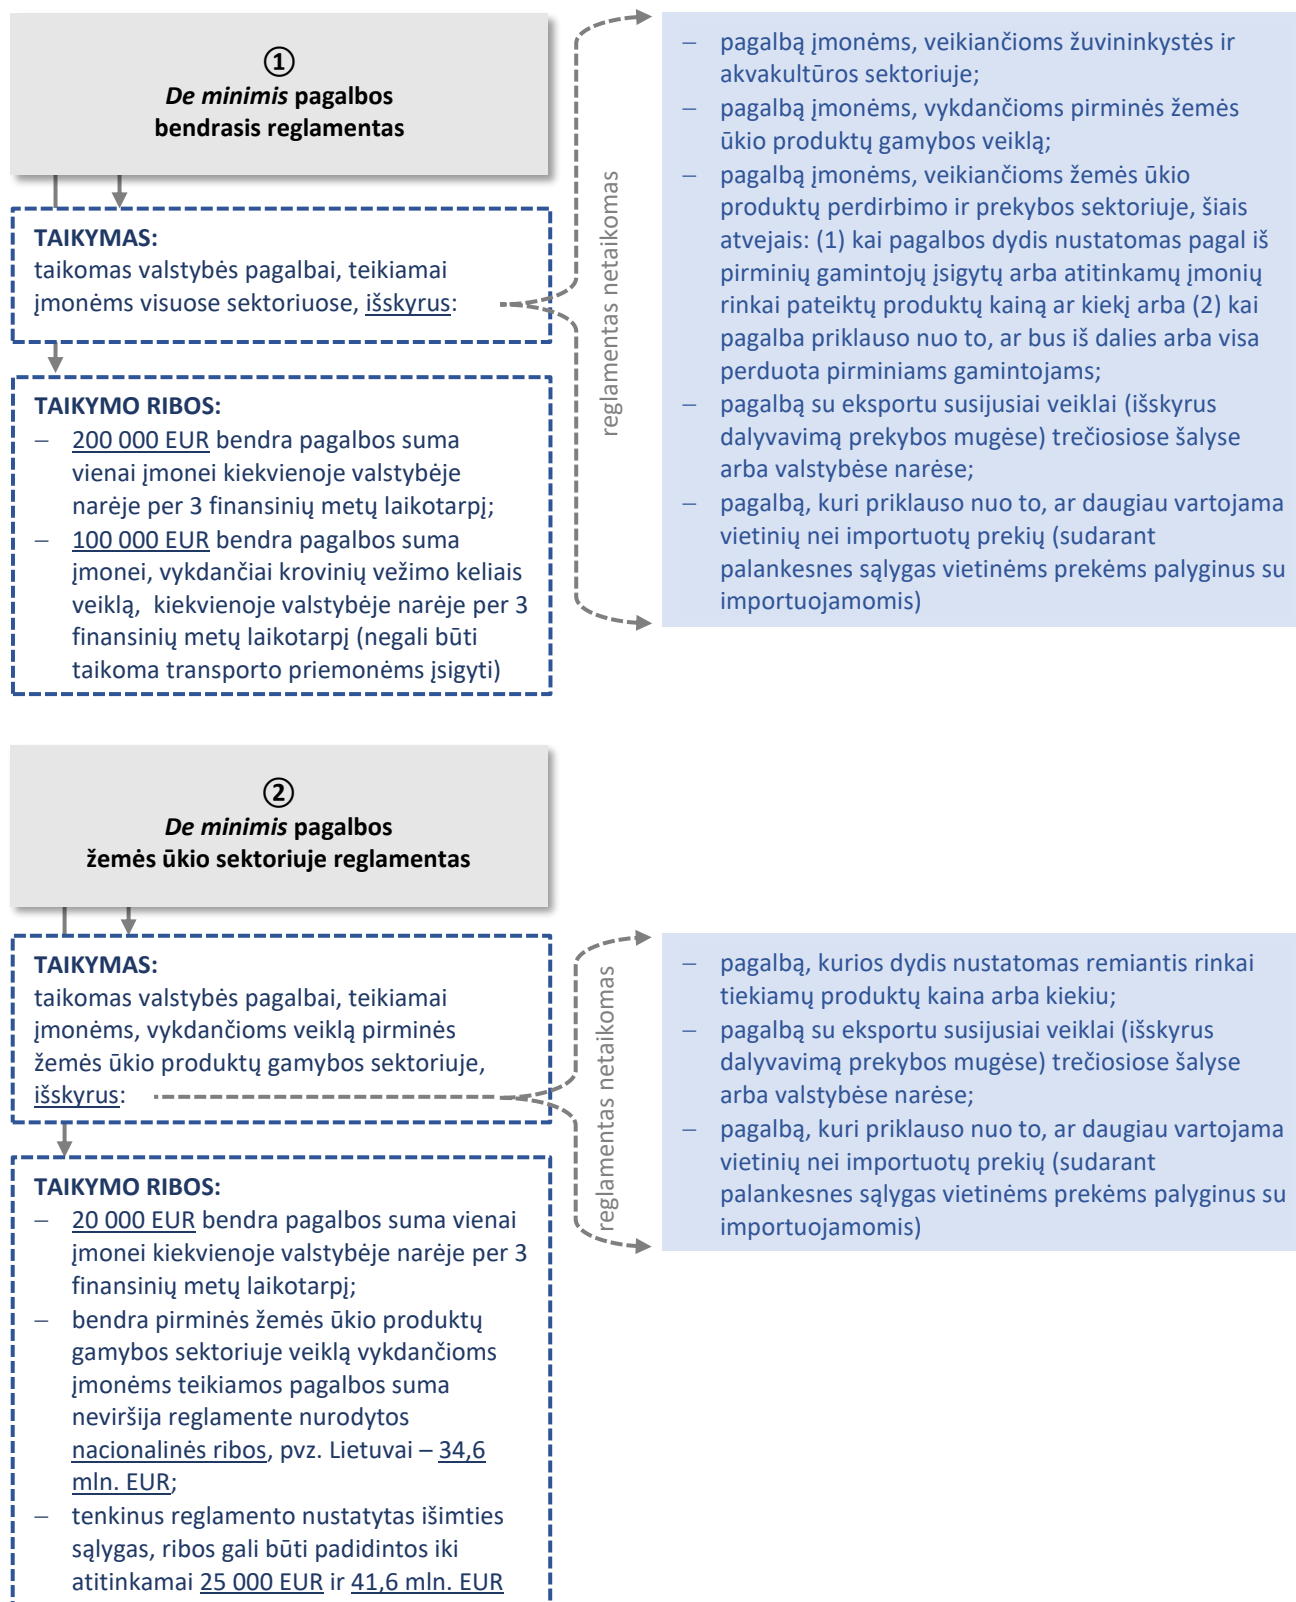 ①
De minimis pagalbos
bendrasis reglamentas
TAIKYMAS:
taikomas valstybės pagalbai, teikiamai
įmonėms visuose sektoriuose, išskyrus:
reglamentas netaikomas
– pagalbą įmonėms, veikiančioms žuvininkystės ir
akvakultūros sektoriuje;
– pagalbą įmonėms, vykdančioms pirminės žemės
ūkio produktų gamybos veiklą;
– pagalbą įmonėms, veikiančioms žemės ūkio
produktų perdirbimo ir prekybos sektoriuje, šiais
atvejais: (1) kai pagalbos dydis nustatomas pagal iš
pirminių gamintojų įsigytų arba atitinkamų įmonių
rinkai pateiktų produktų kainą ar kiekį arba (2) kai
pagalba priklauso nuo to, ar bus iš dalies arba visa
perduota pirminiams gamintojams;
– pagalbą su eksportu susijusiai veiklai (išskyrus
dalyvavimą prekybos mugėse) trečiosiose šalyse
arba valstybėse narėse;
– pagalbą, kuri priklauso nuo to, ar daugiau vartojama
vietinių nei importuotų prekių (sudarant
palankesnes sąlygas vietinėms prekėms palyginus su
importuojamomis)
TAIKYMO RIBOS:
– 200 000 EUR bendra pagalbos suma
vienai įmonei kiekvienoje valstybėje
narėje per 3 finansinių metų laikotarpį;
– 100 000 EUR bendra pagalbos suma
įmonei, vykdančiai krovinių vežimo keliais
veiklą, kiekvienoje valstybėje narėje per 3
finansinių metų laikotarpį (negali būti
taikoma transporto priemonėms įsigyti)
②
De minimis pagalbos
žemės ūkio sektoriuje reglamentas
TAIKYMAS:
taikomas valstybės pagalbai, teikiamai
įmonėms, vykdančioms veiklą pirminės
žemės ūkio produktų gamybos sektoriuje,
išskyrus:
reglamentas netaikomas
– pagalbą, kurios dydis nustatomas remiantis rinkai
tiekiamų produktų kaina arba kiekiu;
– pagalbą su eksportu susijusiai veiklai (išskyrus
dalyvavimą prekybos mugėse) trečiosiose šalyse
arba valstybėse narėse;
– pagalbą, kuri priklauso nuo to, ar daugiau vartojama
vietinių nei importuotų prekių (sudarant
palankesnes sąlygas vietinėms prekėms palyginus su
importuojamomis)
TAIKYMO RIBOS:
– 20 000 EUR bendra pagalbos suma vienai
įmonei kiekvienoje valstybėje narėje per 3
finansinių metų laikotarpį;
– bendra pirminės žemės ūkio produktų
gamybos sektoriuje veiklą vykdančioms
įmonėms teikiamos pagalbos suma
neviršija reglamente nurodytos
nacionalinės ribos, pvz. Lietuvai – 34,6
mln. EUR;
– tenkinus reglamento nustatytas išimties
sąlygas, ribos gali būti padidintos iki
atitinkamai 25 000 EUR ir 41,6 mln. EUR